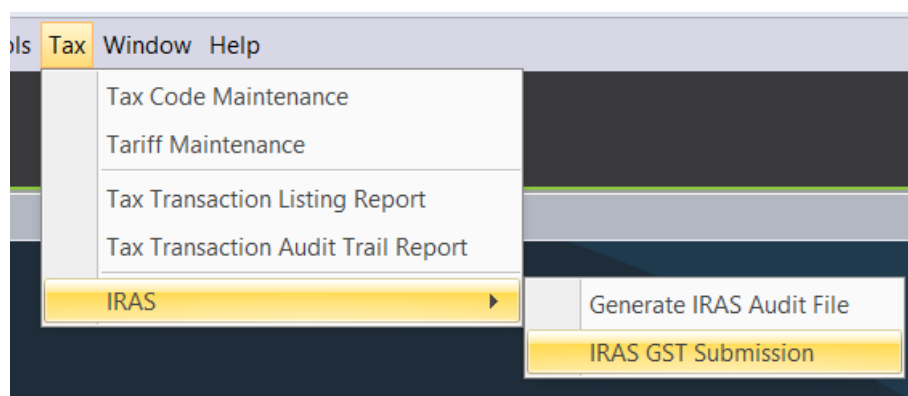 Tax Window Help
Tax Code Maintenance
Tariff Maintenance
Tax Transaction Listing Report
Tax Transaction Audit Trail Report
IRAS
Generate IRAS Audit File
IRAS GST Submission